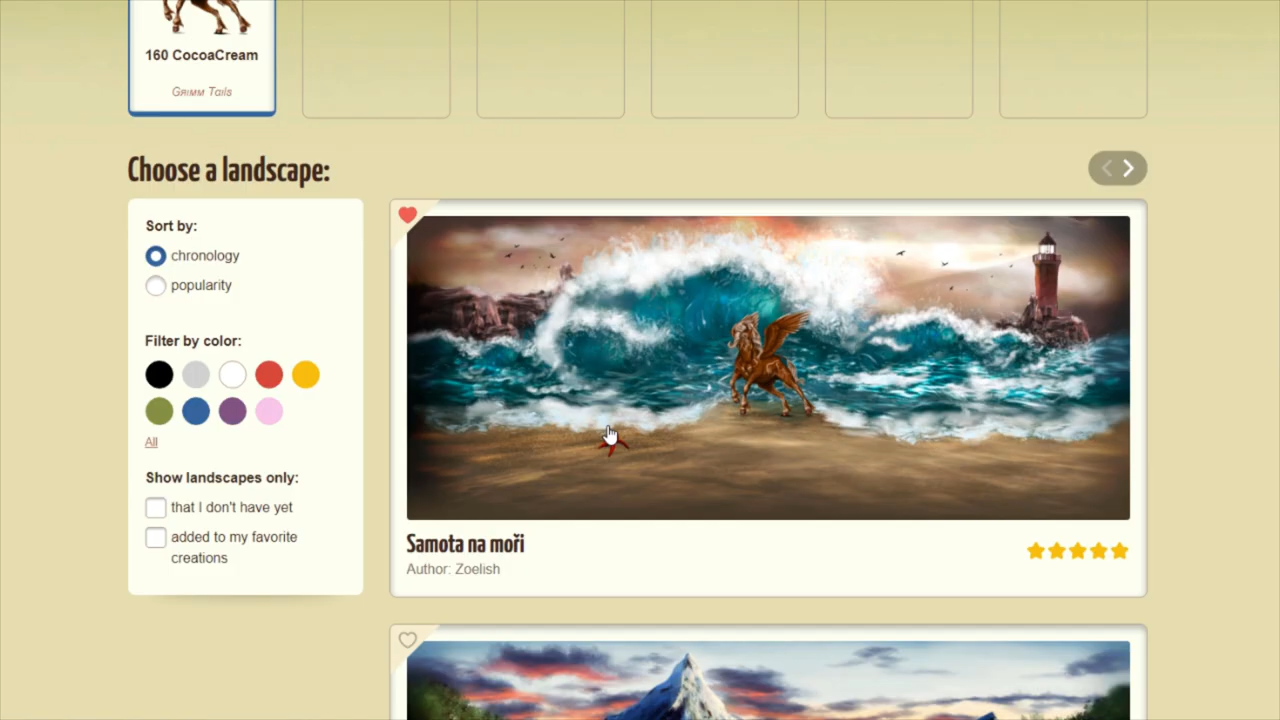 160 CocoaCream
Grimm Tails
Choose a landscape:
Sort by:
chronology
popularity
Filter by color:
All
Show landscapes only:
that I don't have yet
added to my favorite
creations
Samota na moři
Author: Zoelish